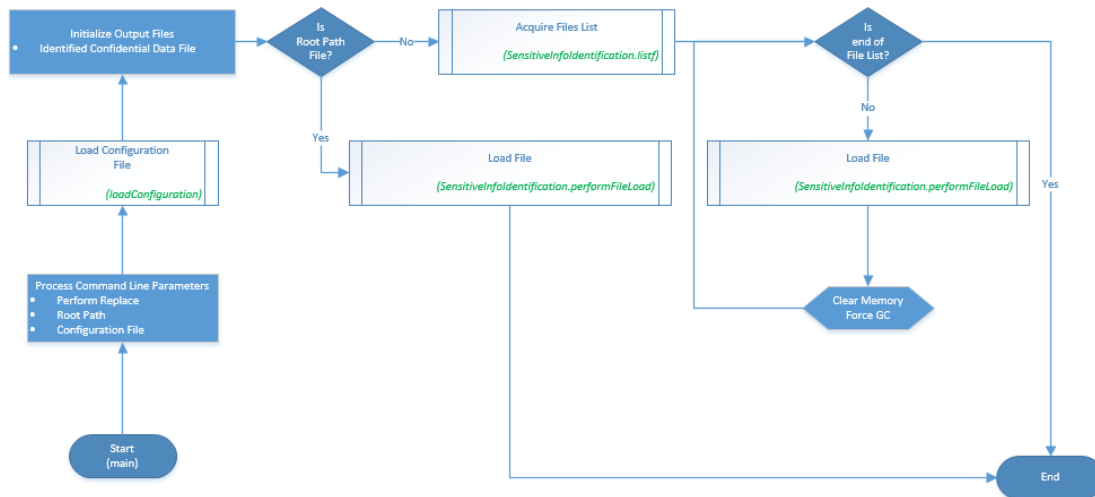 Initialize Output Files
• Identified Confidential Data File
Is
Root Path
File?
No
Acquire Files List
(SensitiveInfoIdentification.listf)
Is
end of
File List?
No
Yes
Yes
Load Configuration
File
(loadConfiguration)
Load File
(SensitiveInfoIdentification.performFileLoad)
Load File
(SensitiveInfoIdentification.performFileLoad)
Process Command Line Parameters
• Perform Replace
• Root Path
• Configuration File
Clear Memory
Force GC
Start
(main)
End